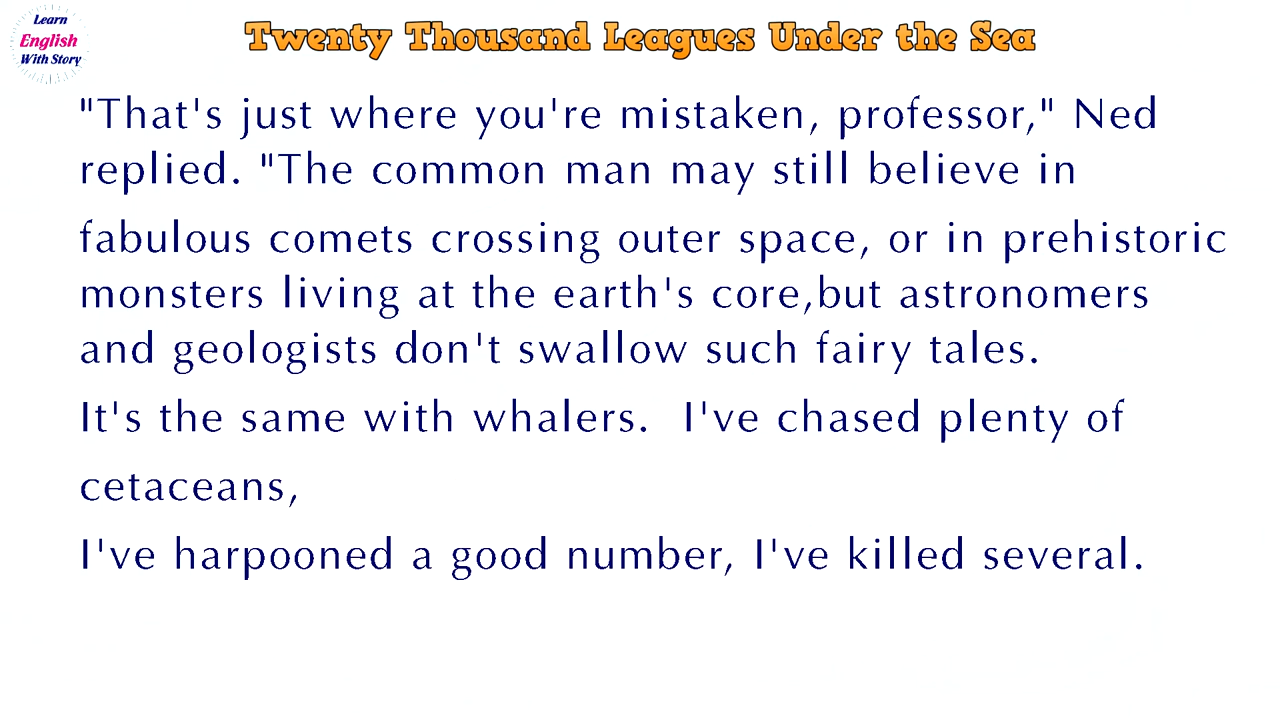 Learn
English
With Story
Twenty Thousand Leagues Under the Sea
"That's just where you're mistaken, professor," Ned
replied. "The common man may still believe in
fabulous comets crossing outer space, or in prehistoric
monsters living at the earth's core,but astronomers
and geologists don't swallow such fairy tales.
It's the same with whalers.  I've chased plenty of
cetaceans,
I've harpooned a good number, I've killed several.